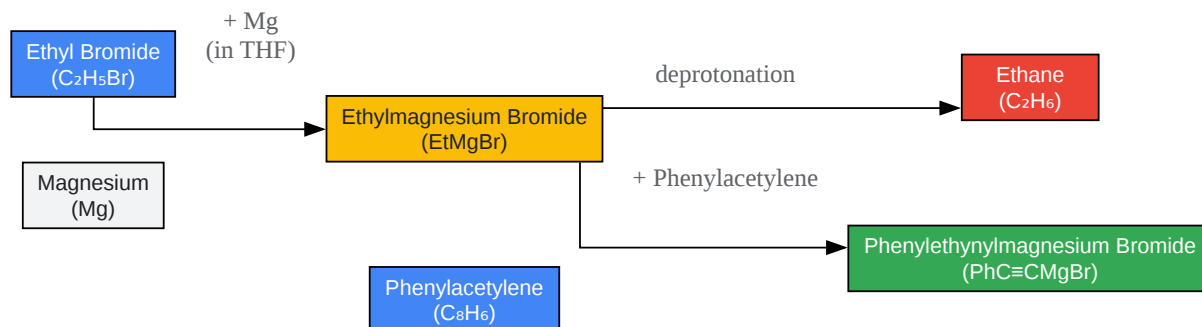 + Mg
(in THF)
Ethyl Bromide
(C₂H₅Br)
deprotonation
Ethane
(C₂H₆)
Ethylmagnesium Bromide
(EtMgBr)
Magnesium
(Mg)
+ Phenylacetylene
Phenylethynylmagnesium Bromide
(PhC≡CMgBr)
Phenylacetylene
(C₈H₆)